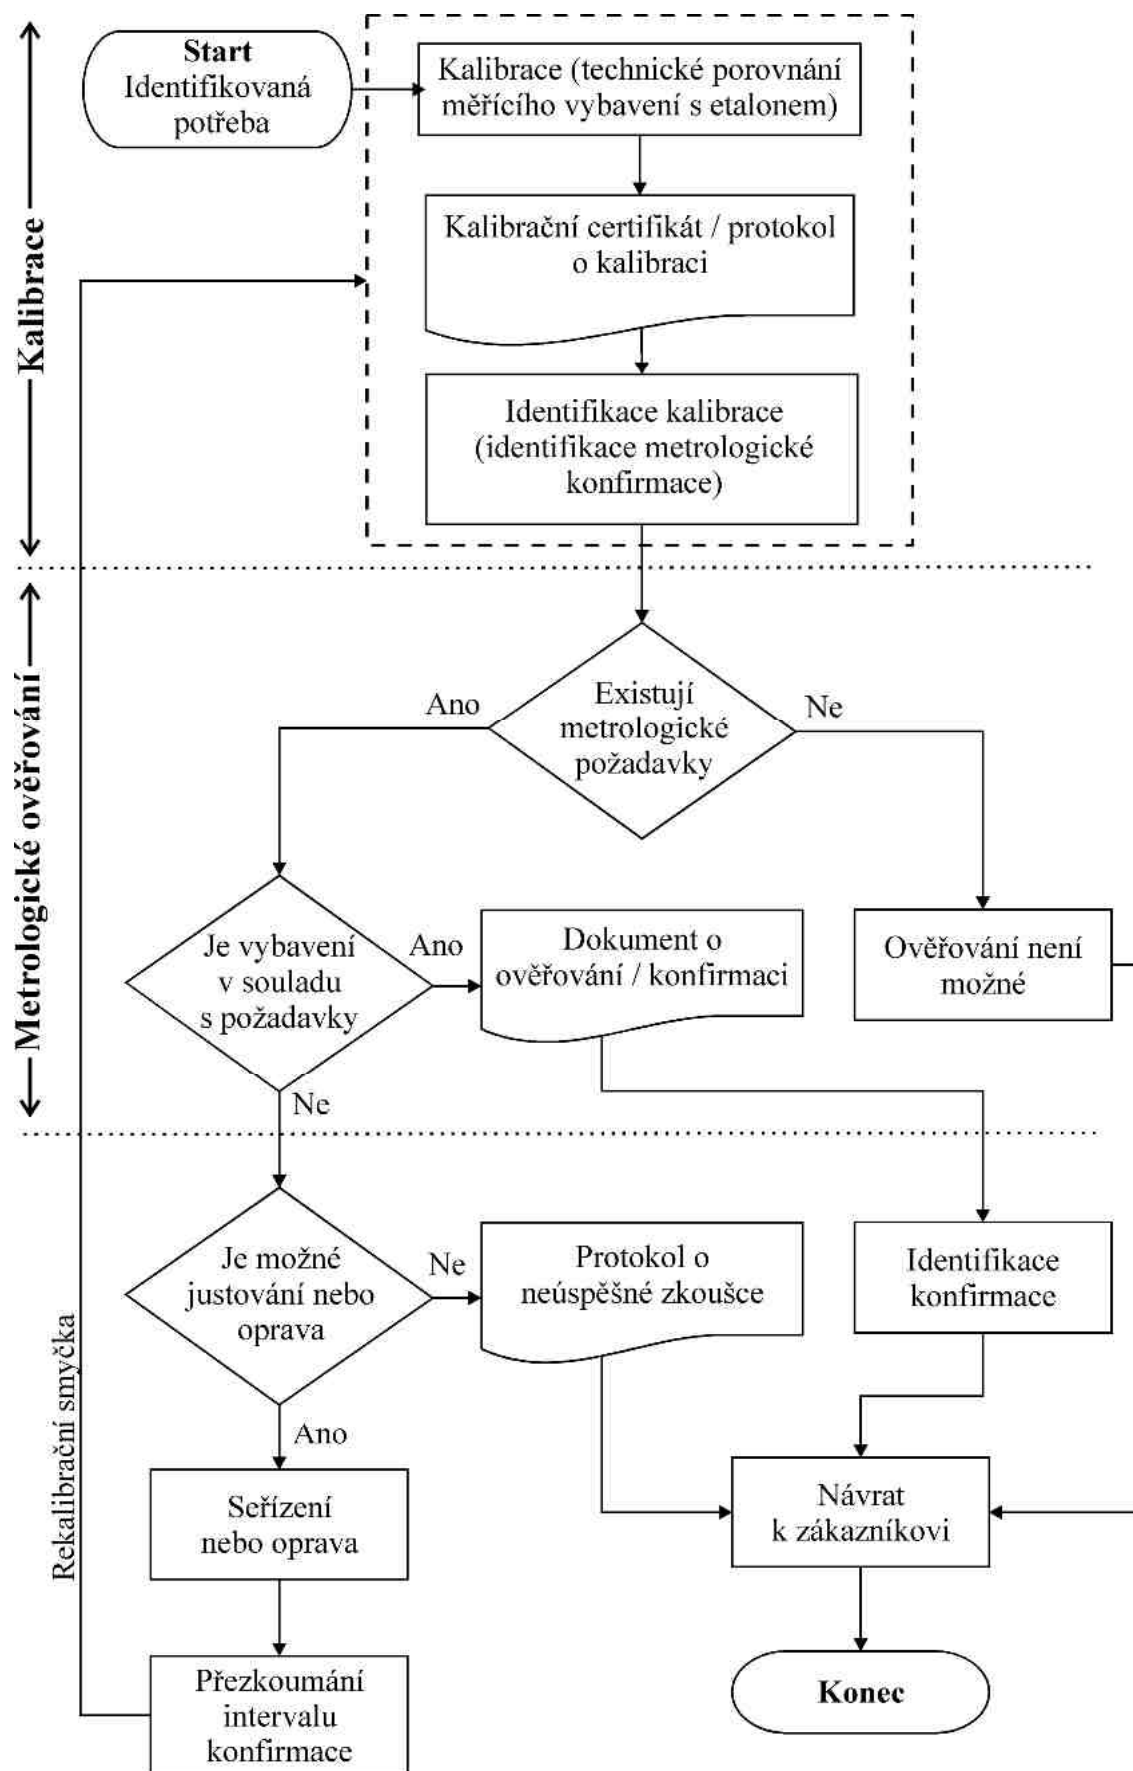 Start
Identifikovaná
potřeba
Kalibrace (technické porovnání
měřícího vybavení s etalonem)
Kalibrační certifikát / protokol
o kalibraci
Identifikace kalibrace
(identifikace metrologické
konfirmace)
Kalibrace
Existují
metrologické
požadavky
Ano
Ne
Metrologické ověřování
Je vybavení
v souladu
s požadavky
Ano
Dokument o
ověřování / konfirmaci
Ověřování není
možné
Ne
Je možné
justování nebo
oprava
Ne
Protokol o
neúspěšné zkoušce
Identifikace
konfirmace
Ano
Rekalibrační smyčka
Seřízení
nebo oprava
Návrat
k zákazníkovi
Přezkoumání
intervalu
konfirmace
Konec